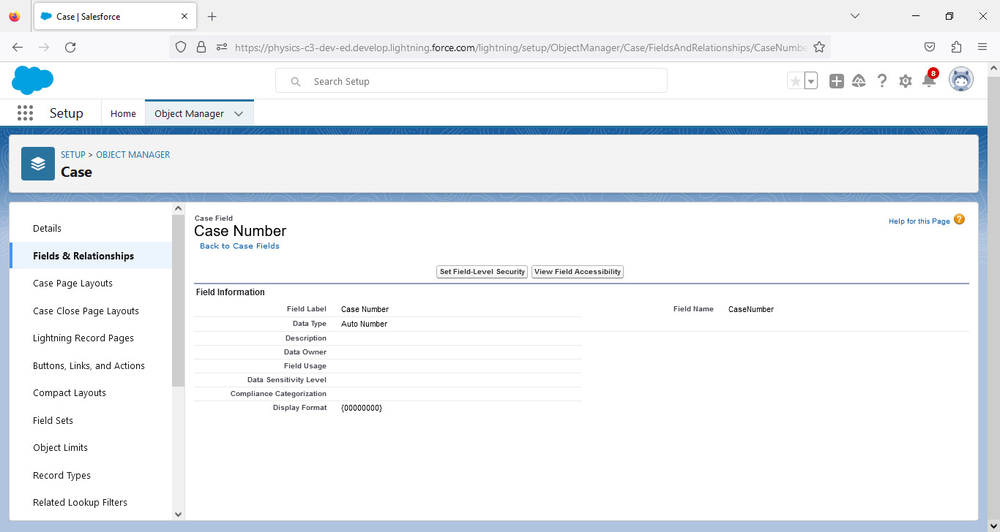 Case | Salesforce
https://physics-c3-dev-ed.develop.lightning.force.com/lightning/setup/ObjectManager/Case/FieldsAndRelationships/CaseNumbe
Search Setup
8
Setup
Home
Object Manager
SETUP > OBJECT MANAGER
Case
Details
Fields & Relationships
Case Page Layouts
Case Close Page Layouts
Lightning Record Pages
Buttons, Links, and Actions
Compact Layouts
Field Sets
Object Limits
Record Types
Related Lookup Filters
Case Field
Case Number
Back to Case Fields
Help for this Page ?
Set Field-Level Security View Field Accessibility
Field Information
Field Label Case Number Field Name CaseNumber
Data Type Auto Number
Description
Data Owner
Field Usage
Data Sensitivity Level
Compliance Categorization
Display Format {00000000}